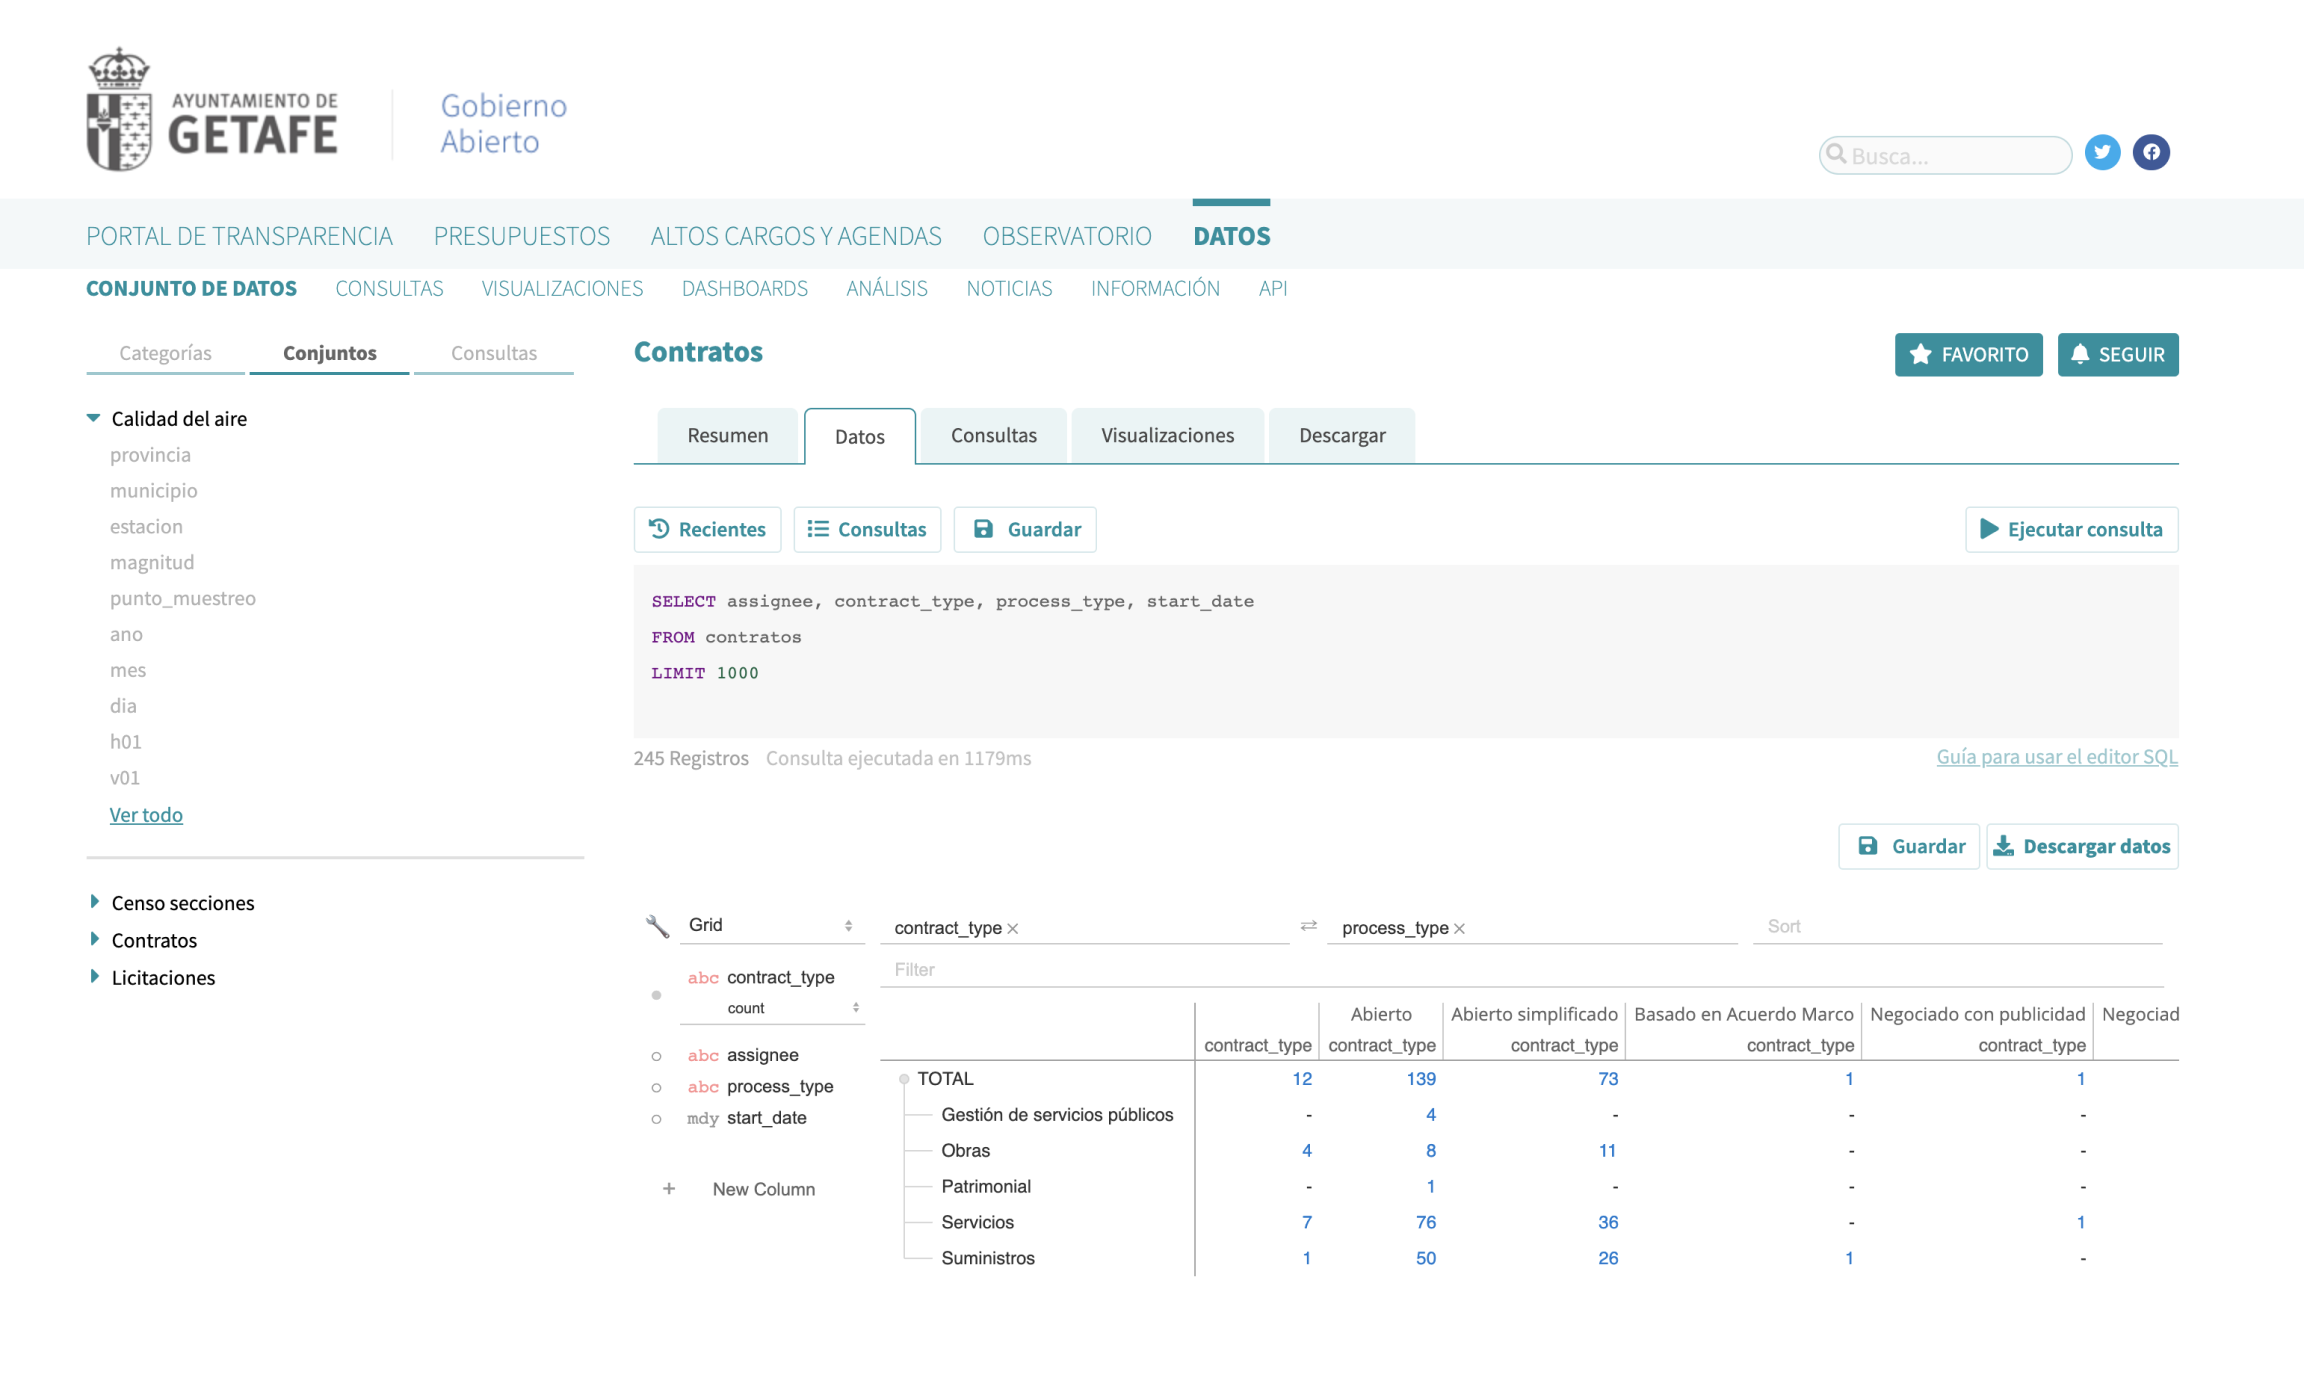 AYUNTAMIENTO DE
GETAFE
Gobierno
Abierto
Busca...
PORTAL DE TRANSPARENCIA PRESUPUESTOS ALTOS CARGOS Y AGENDAS OBSERVATORIO DATOS
CONJUNTO DE DATOS CONSULTAS VISUALIZACIONES DASHBOARDS ANÁLISIS NOTICIAS INFORMACIÓN API
Categorías Conjuntos Consultas
Calidad del aire
provincia
municipio
estacion
magnitud
punto_muestreo
ano
mes
dia
h01
v01
Ver todo
Censo secciones
Contratos
Licitaciones
Contratos
FAVORITO SEGUIR
Resumen Datos Consultas Visualizaciones Descargar
Recientes Consultas Guardar Ejecutar consulta
SELECT assignee, contract_type, process_type, start_date
FROM contratos
LIMIT 1000
245 Registros Consulta ejecutada en 1179ms Guía para usar el editor SQL
Guardar Descargar datos
Grid contract_type × ⇄ process_type × Sort
Filter
abc contract_type
count
abc assignee
abc process_type
mdy start_date
+ New Column
Abierto Abierto simplificado Basado en Acuerdo Marco Negociado con publicidad Negociad
contract_type contract_type contract_type contract_type contract_type
TOTAL 12 139 73 1 1
Gestión de servicios públicos - 4 - - -
Obras 4 8 11 - -
Patrimonial - 1 - - -
Servicios 7 76 36 - 1
Suministros 1 50 26 1 -